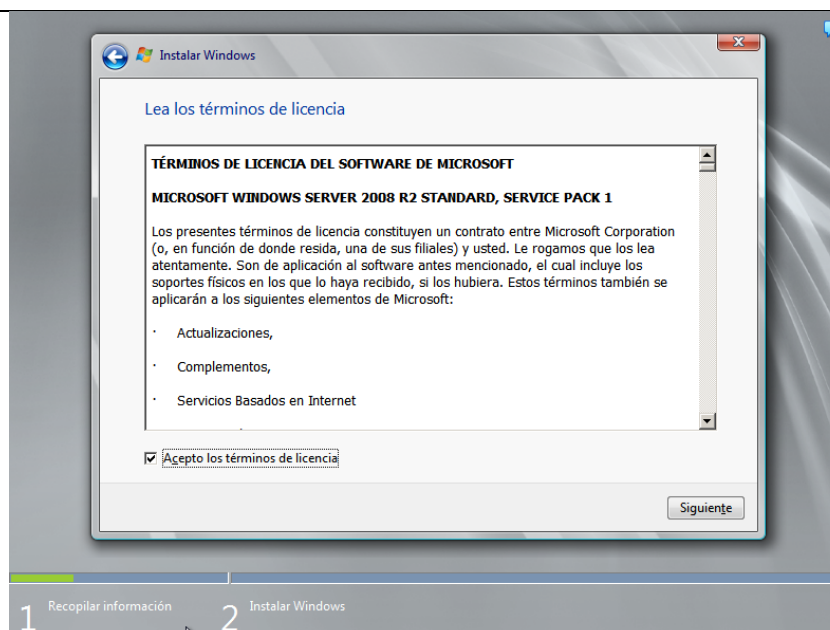 Instalar Windows
Lea los términos de licencia
TÉRMINOS DE LICENCIA DEL SOFTWARE DE MICROSOFT
MICROSOFT WINDOWS SERVER 2008 R2 STANDARD, SERVICE PACK 1
Los presentes términos de licencia constituyen un contrato entre Microsoft Corporation
(o, en función de donde resida, una de sus filiales) y usted. Le rogamos que los lea
atentamente. Son de aplicación al software antes mencionado, el cual incluye los
soportes físicos en los que lo haya recibido, si los hubiera. Estos términos también se
aplicarán a los siguientes elementos de Microsoft:
· Actualizaciones,
· Complementos,
· Servicios Basados en Internet
Acepto los términos de licencia
Siguiente
1 Recopilar información
2 Instalar Windows